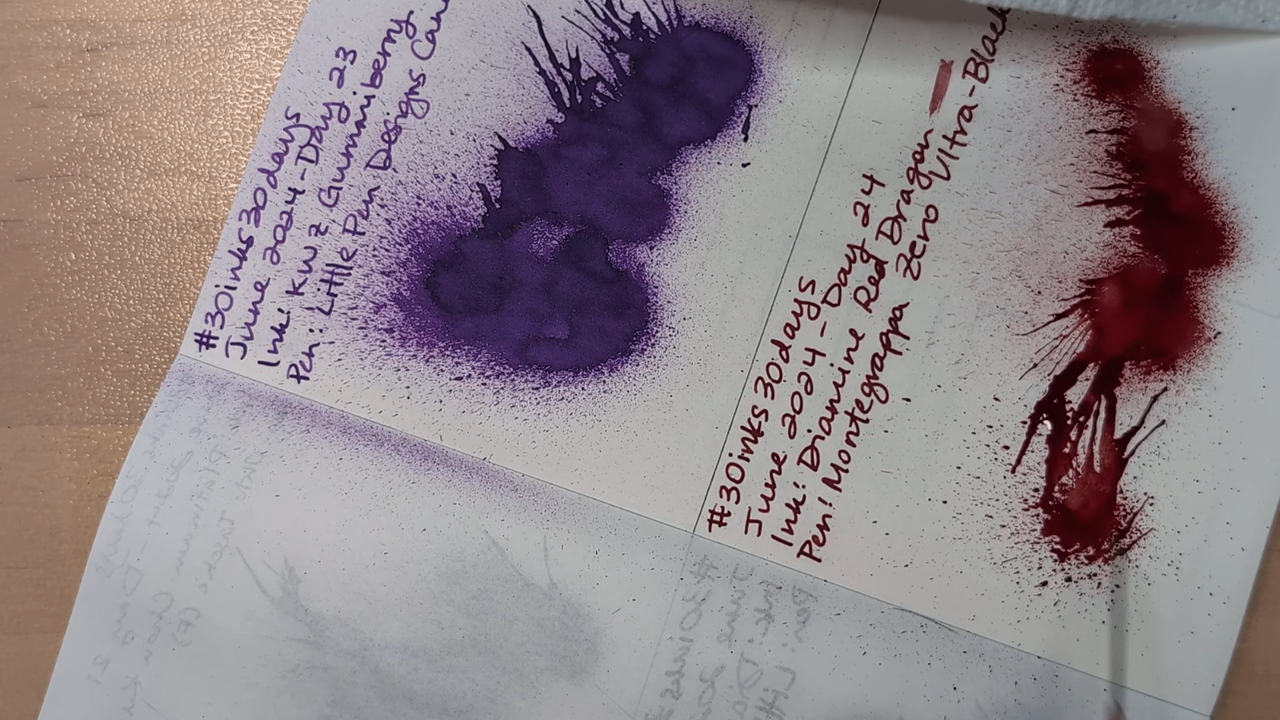 #30inks30days
June 2024-Day 23
Ink: KWZ Gummiberry
Pen: Little Pen Designs
#30inks30days
June 2024-Day 24
Ink: Diamine Red Dragon
Pen: Montegrappa Zero Ultra-Black